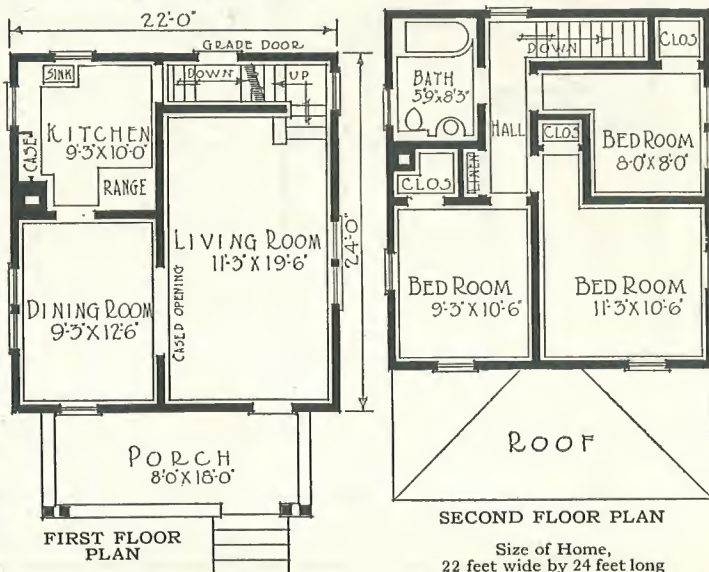 22'-0"
GRADE DOOR
SINK
DOWN
UP
KITCHEN
9'-3"X10'-0"
CASE
RANGE
LIVING ROOM
11'-3"X19'-6"
24'-0"
CASED OPENING
DINING ROOM
9'-3"X12'-6"
PORCH
8'-0"X18'-0"
FIRST FLOOR
PLAN
DOWN
CLOS
BATH
5'9"X8'3"
HALL
CLOS
BED ROOM
8'-0"X8'-0"
CLOS
LINEN
BED ROOM
9'-3"X10'-6"
BED ROOM
11'-3"X10'-6"
ROOF
SECOND FLOOR PLAN
Size of Home,
22 feet wide by 24 feet long